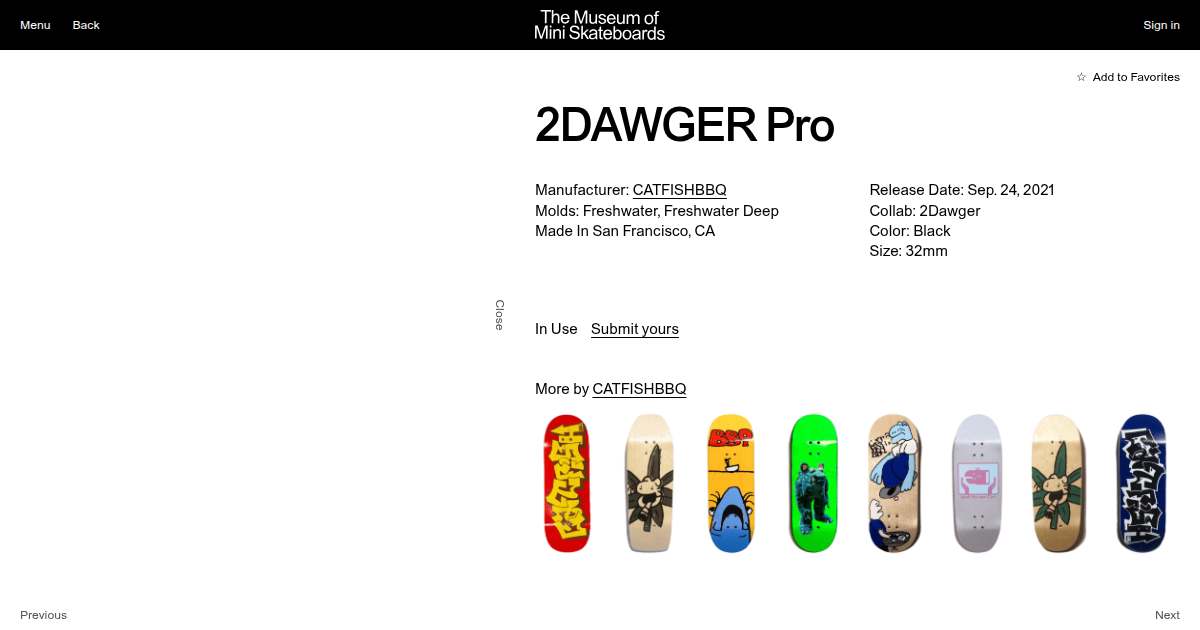 Menu
Back
The Museum of
Mini Skateboards
Sign in
☆ Add to Favorites
2DAWGER Pro
Manufacturer: CATFISHBBQ
Molds: Freshwater, Freshwater Deep
Made In San Francisco, CA
Release Date: Sep. 24, 2021
Collab: 2Dawger
Color: Black
Size: 32mm
Close
In Use Submit yours
More by CATFISHBBQ
BBQ
Previous
Next